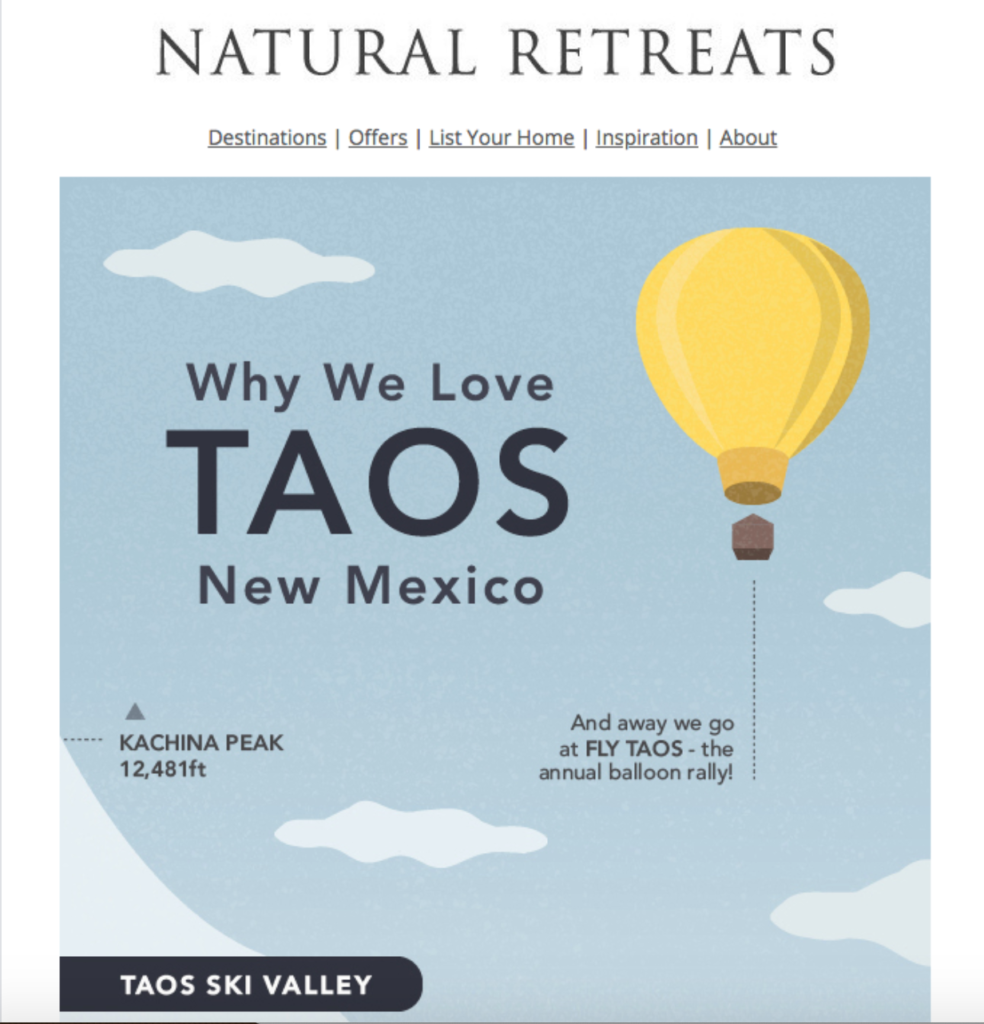 NATURAL RETREATS
Destinations | Offers | List Your Home | Inspiration | About
Why We Love
TAOS
New Mexico
KACHINA PEAK
12,481ft
And away we go
at FLY TAOS - the
annual balloon rally!
TAOS SKI VALLEY